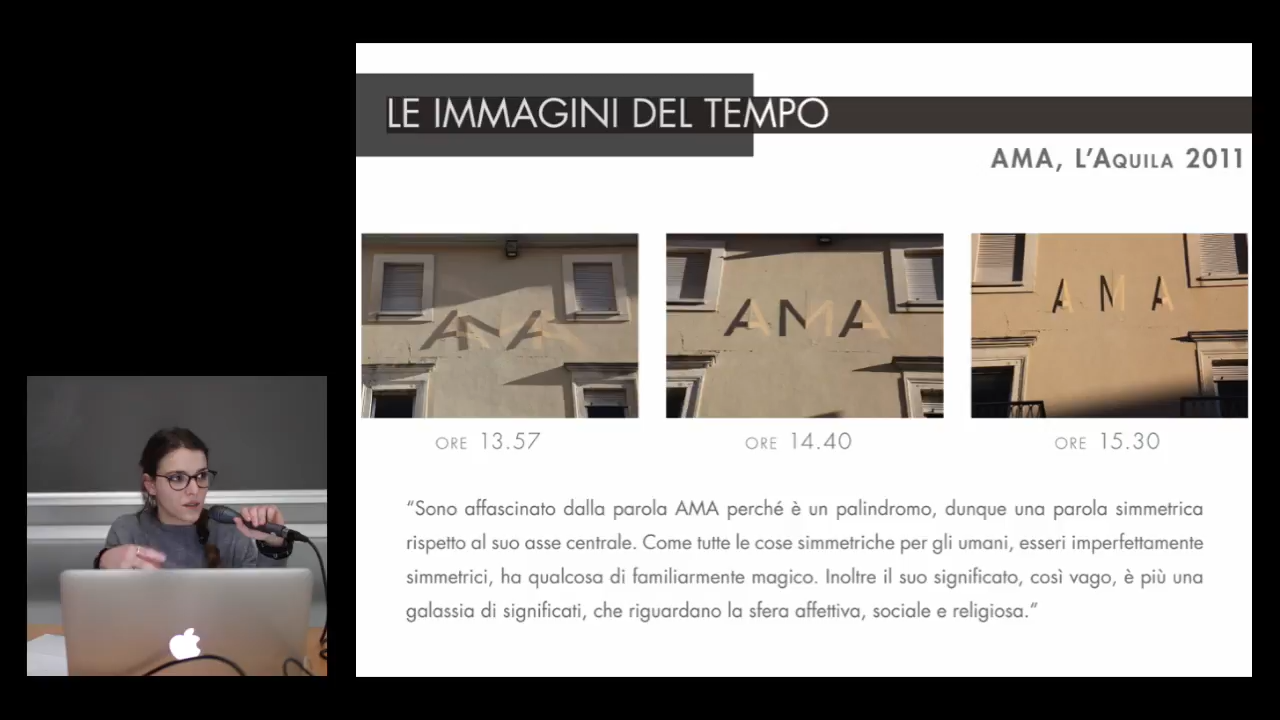 LE IMMAGINI DEL TEMPO
AMA, L'AQUILA 2011
AMA
AMA
AMA
ORE 13.57
ORE 14.40
ORE 15.30
“Sono affascinato dalla parola AMA perché è un palindromo, dunque una parola simmetrica
rispetto al suo asse centrale. Come tutte le cose simmetriche per gli umani, esseri imperfettamente
simmetrici, ha qualcosa di familiarmente magico. Inoltre il suo significato, così vago, è più una
galassia di significati, che riguardano la sfera affettiva, sociale e religiosa.“